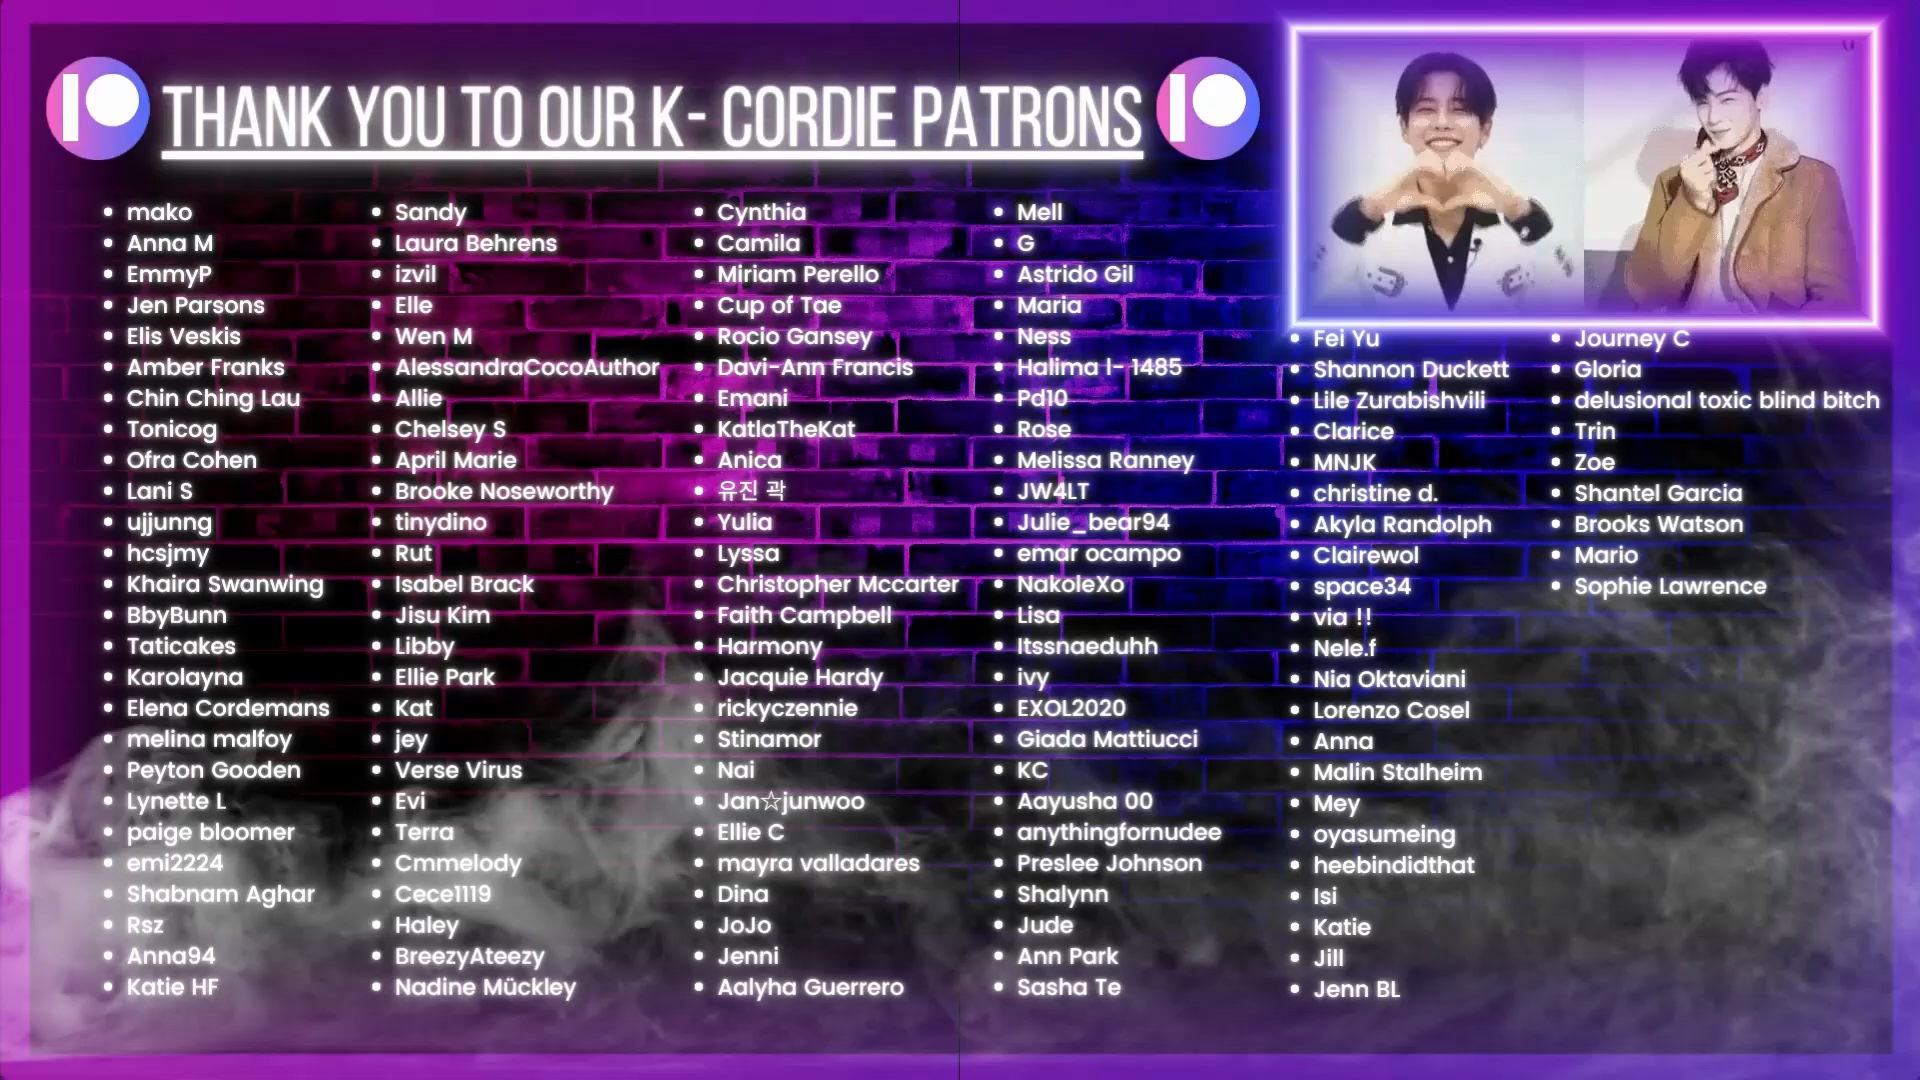 THANK YOU TO OUR K- CORDIE PATRONS
mako
Anna M
EmmyP
Jen Parsons
Elis Veskis
Amber Franks
Chin Ching Lau
Tonicog
Ofra Cohen
Lani S
ujjunng
hcsjmy
Khaira Swanwing
BbyBunn
Taticakes
Karolayna
Elena Cordemans
melina malfoy
Peyton Gooden
Lynette L
paige bloomer
emi2224
Shabnam Aghar
Rsz
Anna94
Katie HF
Sandy
Laura Behrens
izvil
Elle
Wen M
AlessandraCocoAuthor
Allie
Chelsey S
April Marie
Brooke Noseworthy
tinydino
Rut
Isabel Brack
Jisu Kim
Libby
Ellie Park
Kat
jey
Verse Virus
Evi
Terra
Cmmelody
Cece1119
Haley
BreezyAteezy
Nadine Mückley
Cynthia
Camila
Miriam Perello
Cup of Tae
Rocio Gansey
Davi-Ann Francis
Emani
KatlaTheKat
Anica
유진 곽
Yulia
Lyssa
Christopher Mccarter
Faith Campbell
Harmony
Jacquie Hardy
rickyczennie
Stinamor
Nai
Jan☆junwoo
Ellie C
mayra valladares
Dina
JoJo
Jenni
Aalyha Guerrero
Mell
G
Astrido Gil
Maria
Ness
Halima l- 1485
Pd10
Rose
Melissa Ranney
JW4LT
Julie_bear94
emar ocampo
NakoleXo
Lisa
Itssnaeduhh
ivy
EXOL2020
Giada Mattiucci
KC
Aayusha 00
anythingfornudee
Preslee Johnson
Shalynn
Jude
Ann Park
Sasha Te
Fei Yu
Shannon Duckett
Lile Zurabishvili
Clarice
MNJK
christine d.
Akyla Randolph
Clairewol
space34
via !!
Nele.f
Nia Oktaviani
Lorenzo Cosel
Anna
Malin Stalheim
Mey
oyasumeing
heebindidthat
Isi
Katie
Jill
Jenn BL
Journey C
Gloria
delusional toxic blind bitch
Trin
Zoe
Shantel Garcia
Brooks Watson
Mario
Sophie Lawrence